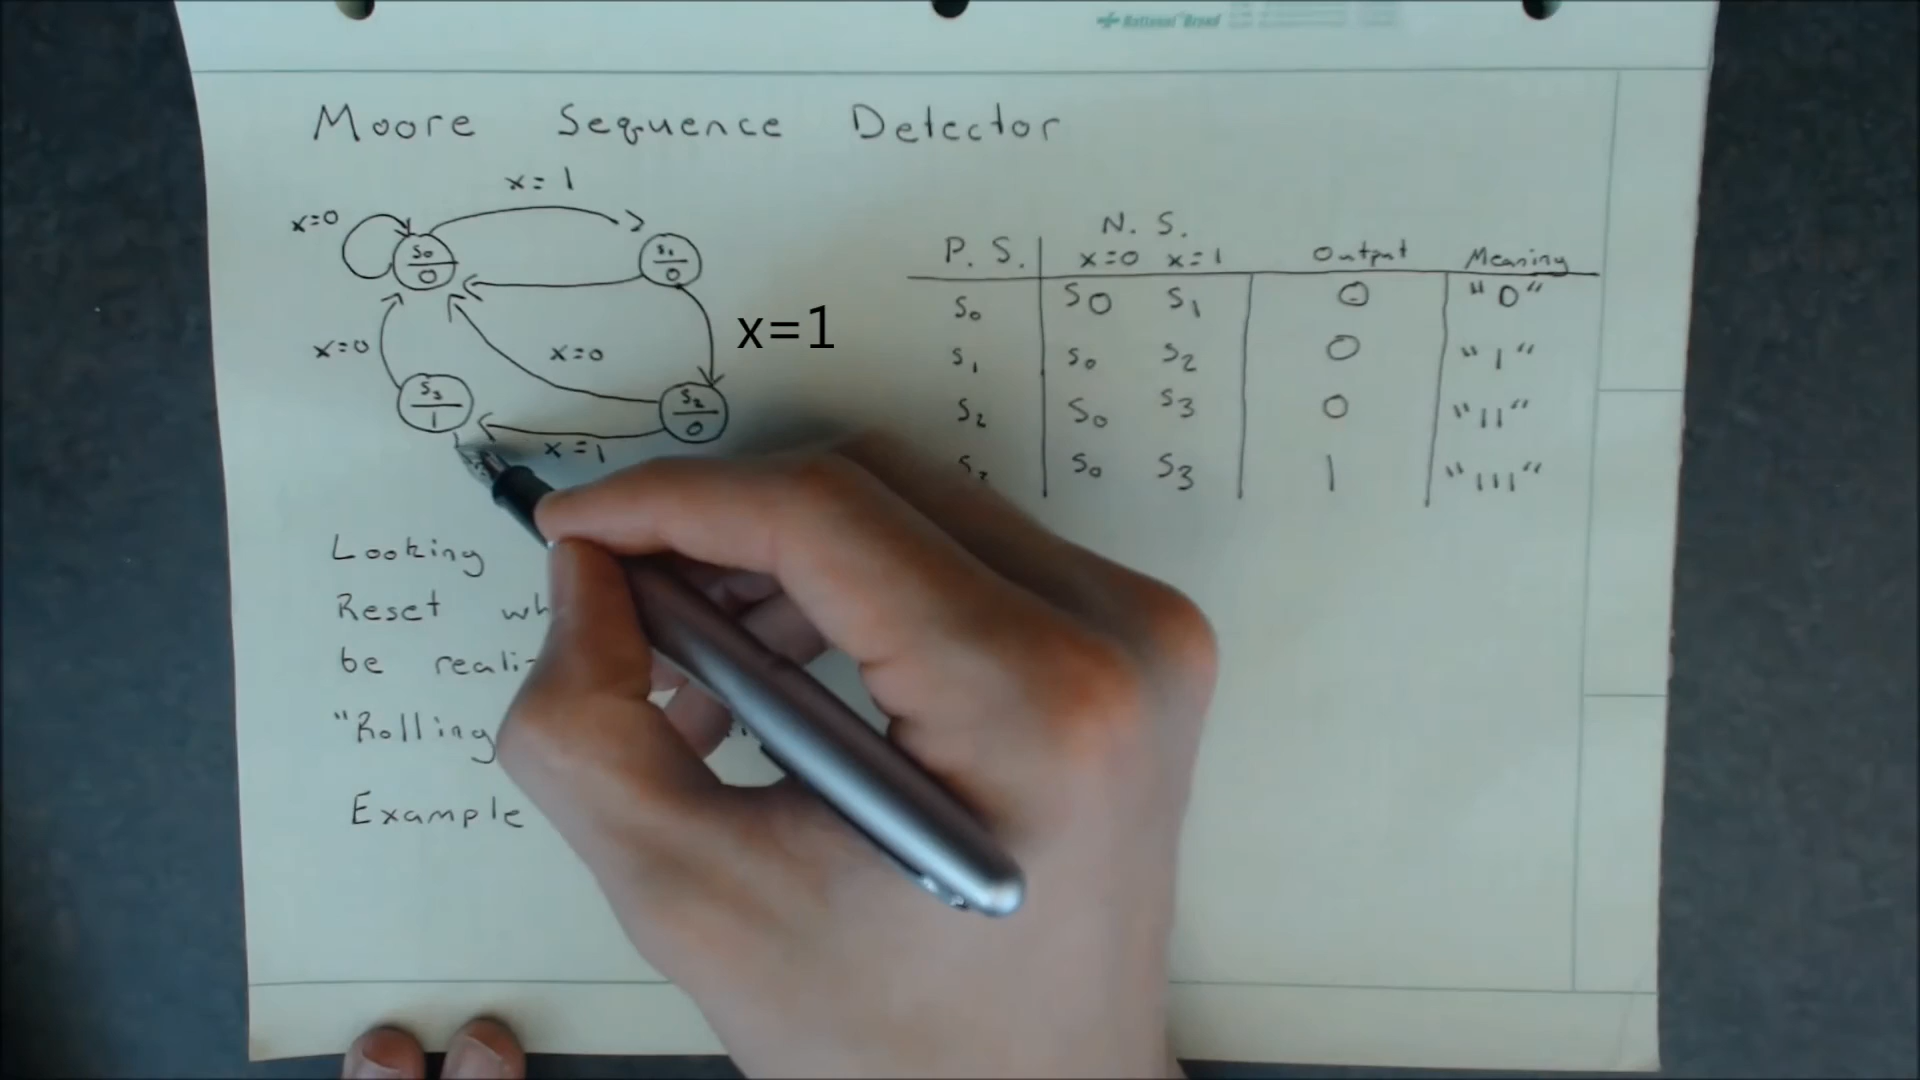 National Brand
Moore Sequence Detector
x=1
x=0
S0
0
S1
0
x=1
x=0
x=0
S3
1
S2
0
x=1
N. S.
P. S. x=0 x=1 Output Meaning
S0 S0 S1 0 "0"
S1 S0 S2 0 "1"
S2 S0 S3 0 "11"
S0 S3 1 "111"
Looking
Reset
be
"Rolling
Example